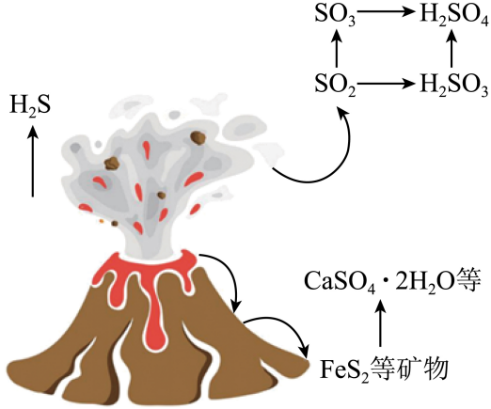 SO₃ → H₂SO₄
SO₂ → H₂SO₃
H₂S
CaSO₄·2H₂O等
FeS₂等矿物